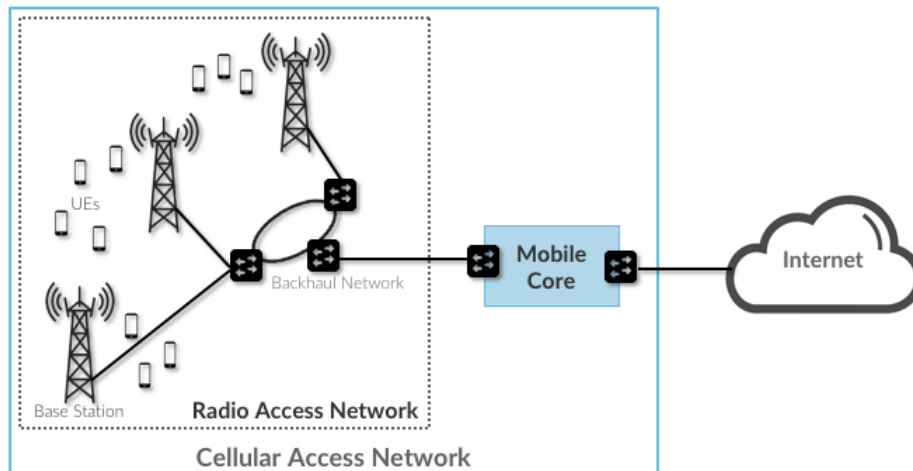 UEs
Backhaul Network
Base Station
Radio Access Network
Cellular Access Network
Mobile
Core
Internet